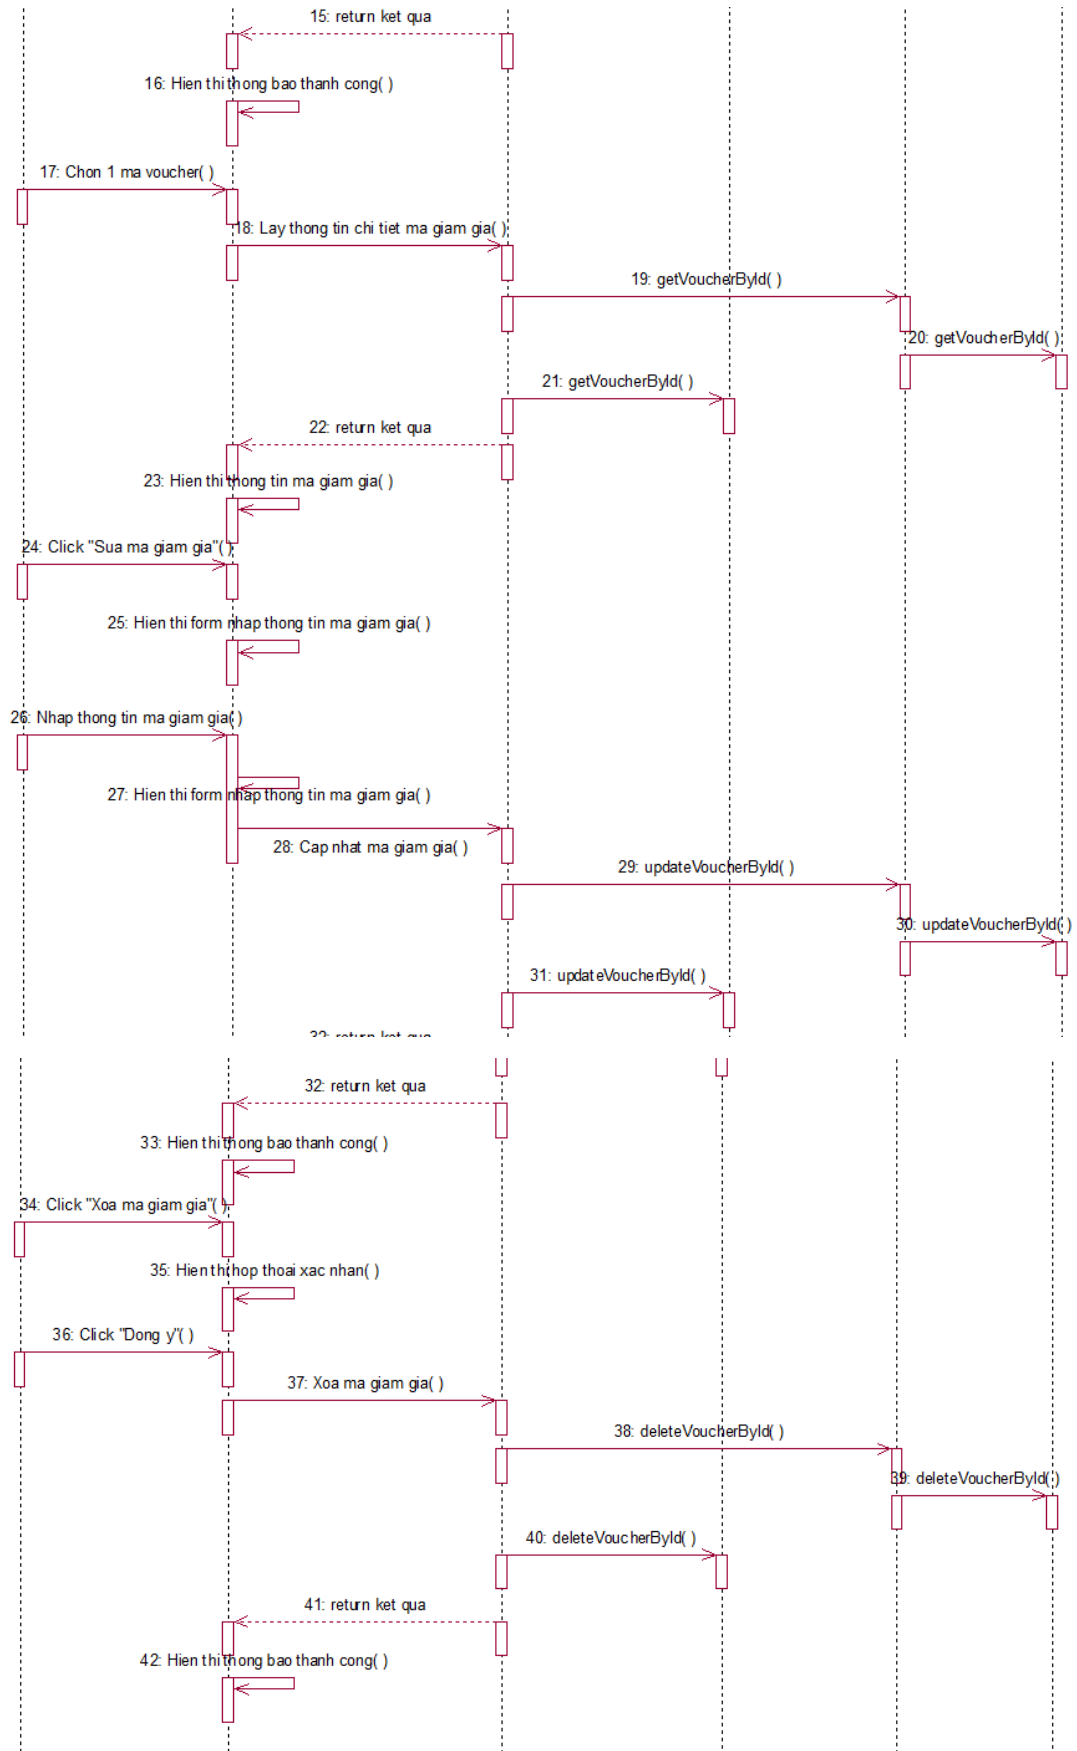 15: return ket qua
16: Hien thi thong bao thanh cong( )
17: Chon 1 ma voucher( )
18: Lay thong tin chi tiet ma giam gia( )
19: getVoucherById( )
20: getVoucherById( )
21: getVoucherById( )
22: return ket qua
23: Hien thi thong tin ma giam gia( )
24: Click "Sua ma giam gia"( )
25: Hien thi form nhap thong tin ma giam gia( )
26: Nhap thong tin ma giam gia( )
27: Hien thi form nhap thong tin ma giam gia( )
28: Cap nhat ma giam gia( )
29: updateVoucherById( )
30: updateVoucherById( )
31: updateVoucherById( )
32: return ket qua
32: return ket qua
33: Hien thi thong bao thanh cong( )
34: Click "Xoa ma giam gia"( )
35: Hien thi hop thoai xac nhan( )
36: Click "Dong y"( )
37: Xoa ma giam gia( )
38: deleteVoucherById( )
39: deleteVoucherById( )
40: deleteVoucherById( )
41: return ket qua
42: Hien thi thong bao thanh cong( )